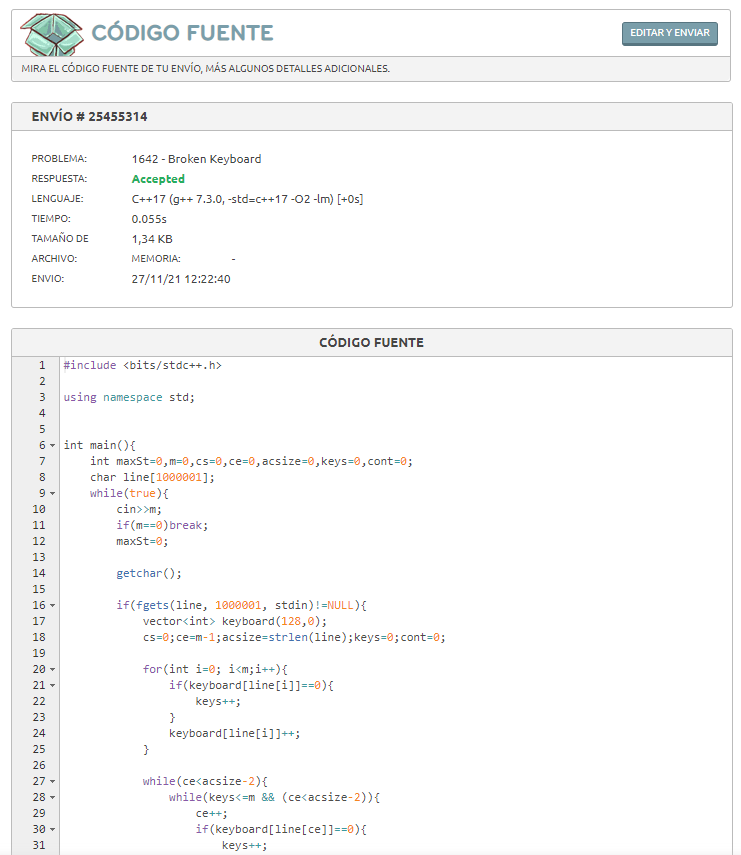 CÓDIGO FUENTE
EDITAR Y ENVIAR
MIRA EL CÓDIGO FUENTE DE TU ENVÍO, MÁS ALGUNOS DETALLES ADICIONALES.
ENVÍO # 25455314
PROBLEMA: 1642 - Broken Keyboard
RESPUESTA: Accepted
LENGUAJE: C++17 (g++ 7.3.0, -std=c++17 -O2 -lm) [+0s]
TIEMPO: 0.055s
TAMAÑO DE 1,34 KB
ARCHIVO: MEMORIA: -
ENVIO: 27/11/21 12:22:40
CÓDIGO FUENTE
1 #include <bits/stdc++.h>
2
3 using namespace std;
4
5
6 int main(){
7     int maxSt=0,m=0,cs=0,ce=0,acsize=0,keys=0,cont=0;
8     char line[1000001];
9     while(true){
10         cin>>m;
11         if(m==0)break;
12         maxSt=0;
13
14         getchar();
15
16         if(fgets(line, 1000001, stdin)!=NULL){
17             vector<int> keyboard(128,0);
18             cs=0;ce=m-1;acsize=strlen(line);keys=0;cont=0;
19
20             for(int i=0; i<m;i++){
21                 if(keyboard[line[i]]==0){
22                     keys++;
23                 }
24                 keyboard[line[i]]++;
25             }
26
27             while(ce<acsize-2){
28                 while(keys<=m && (ce<acsize-2)){
29                     ce++;
30                     if(keyboard[line[ce]]==0){
31                         keys++;